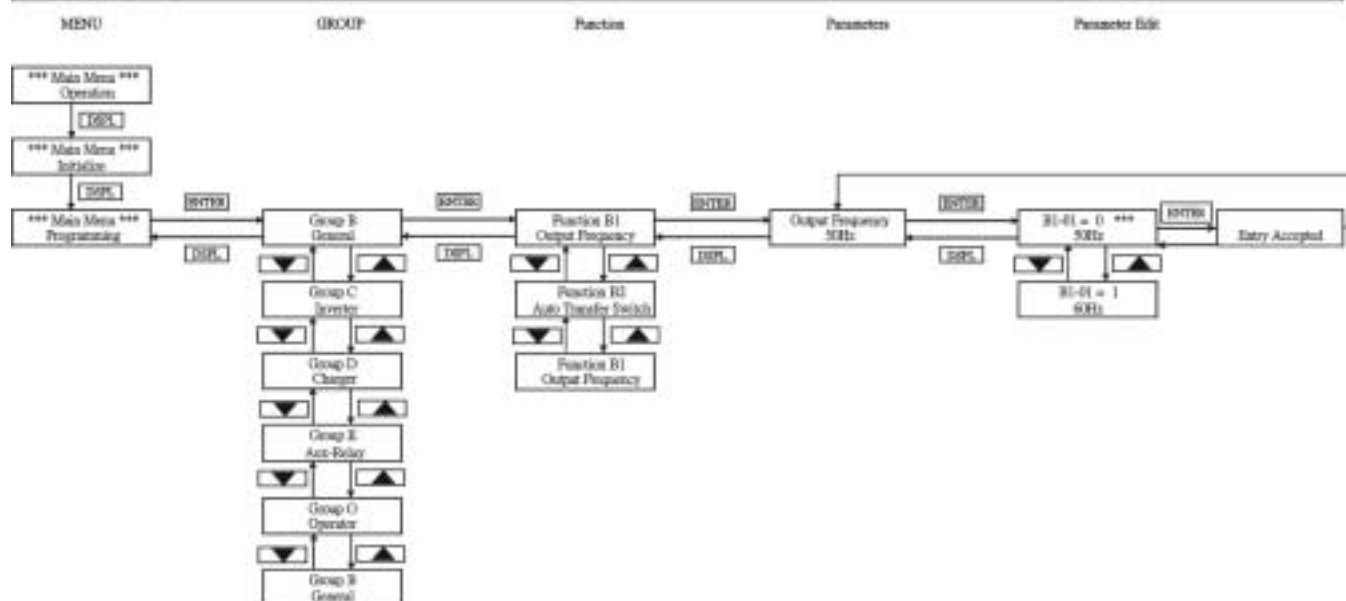 MENU GROUP Function Parameters Parameter Edit
*** Main Menu ***
Operation
DSPL
*** Main Menu ***
Initialize
DSPL
*** Main Menu ***
Programming
ENTER
DSPL
Group B
General
Group C
Inverter
Group D
Charger
Group E
Aux-Relay
Group O
Operator
Group B
General
ENTER
DSPL
Function B1
Output Frequency
Function B2
Auto Transfer Switch
Function B1
Output Frequency
ENTER
DSPL
Output Frequency
50Hz
ENTER
DSPL
B1-01 = 0 ***
50Hz
B1-01 = 1
60Hz
ENTER
Entry Accepted